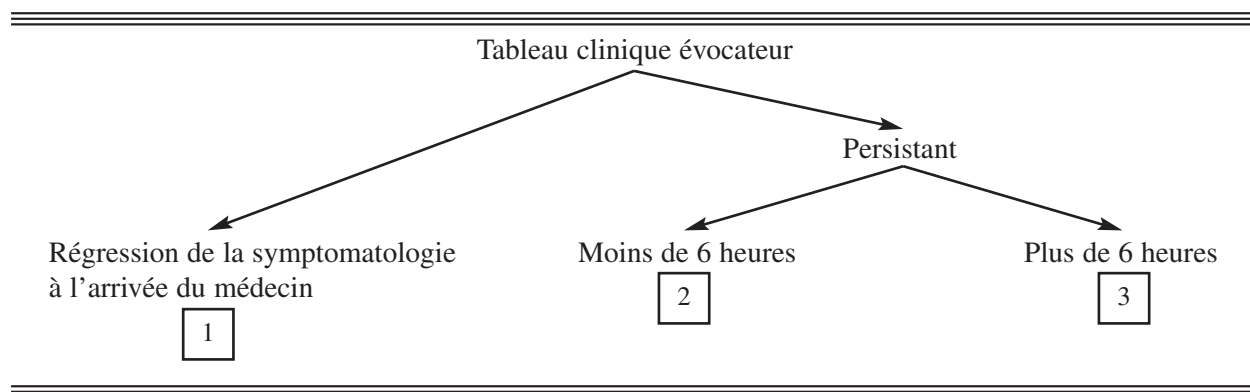 Tableau clinique évocateur
Persistant
Régression de la symptomatologie
à l'arrivée du médecin
1
Moins de 6 heures
2
Plus de 6 heures
3